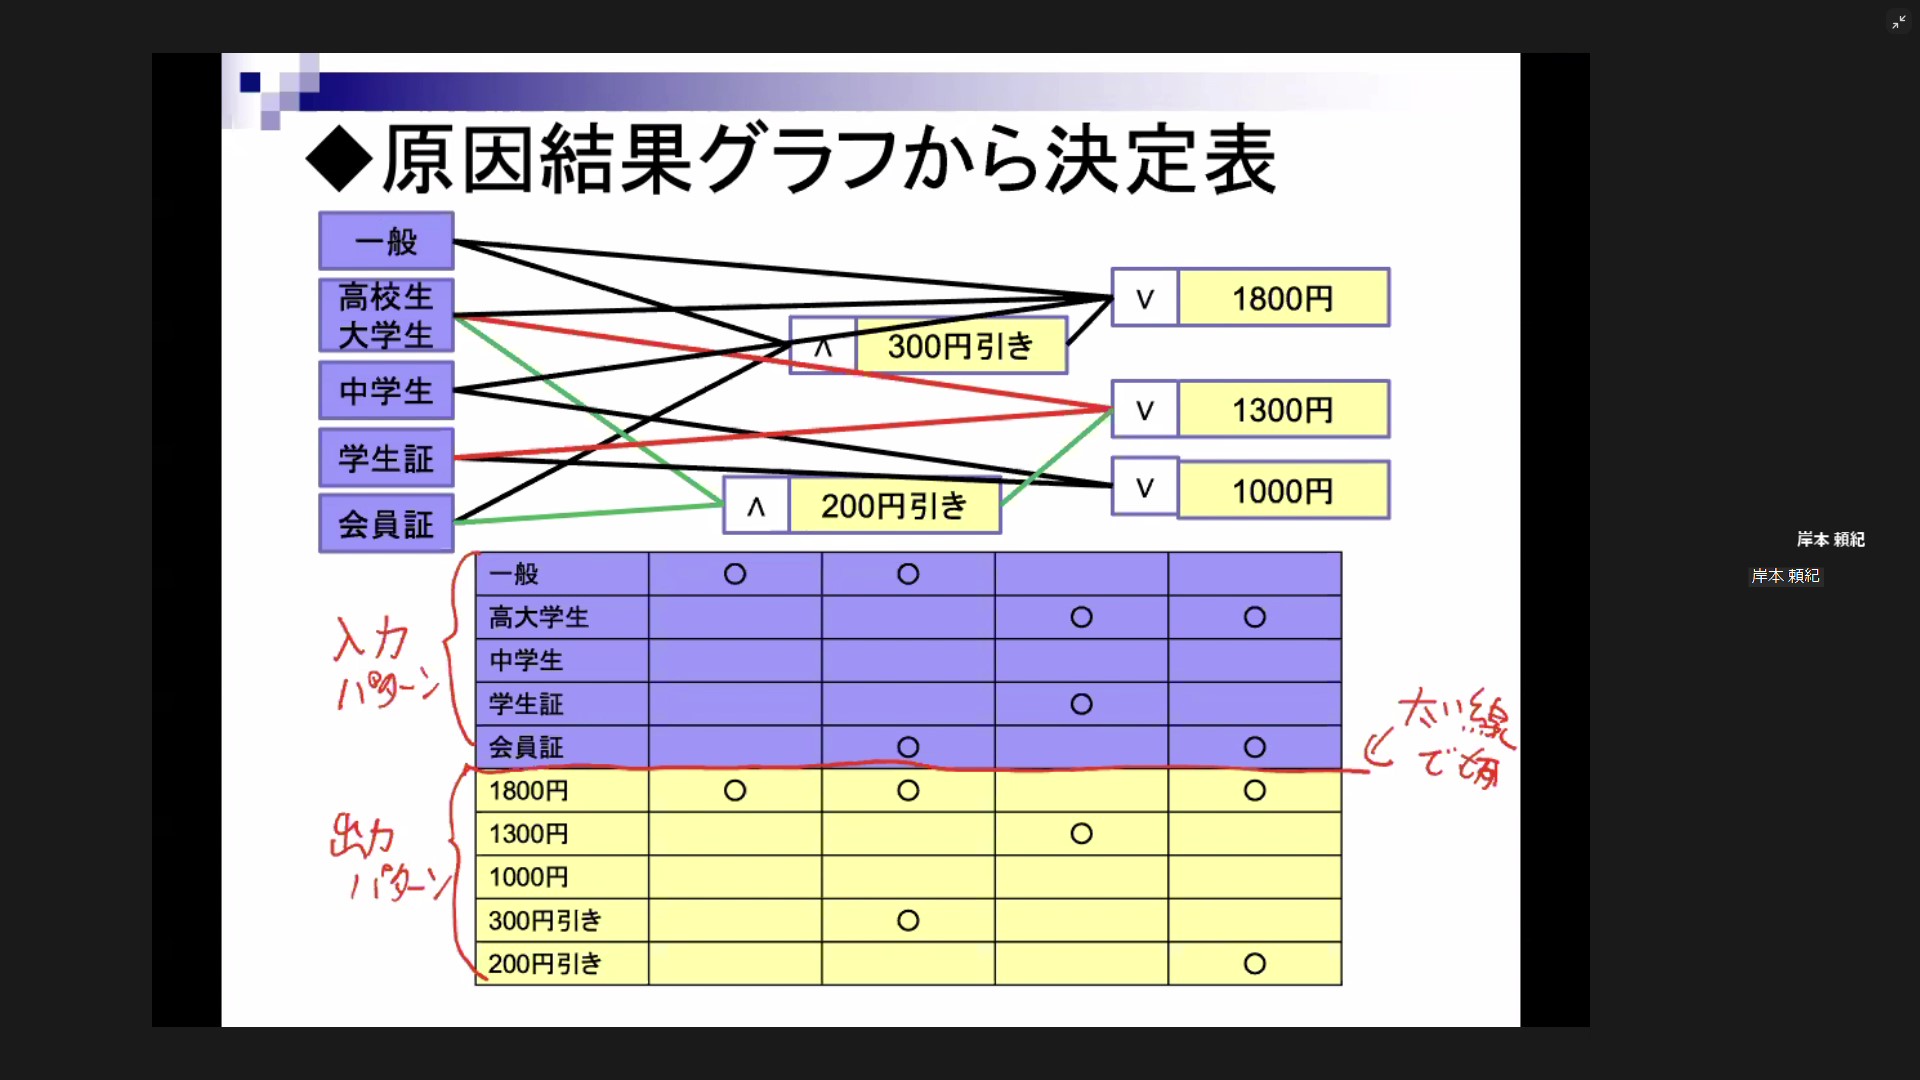 ◆原因結果グラフから決定表
一般
高校生
大学生
中学生
学生証
会員証
∧ 300円引き
∧ 200円引き
∨ 1800円
∨ 1300円
∨ 1000円
入力
パターン
出力
パターン
一般 ○ ○
高大学生 ○ ○
中学生
学生証 ○
会員証 ○ ○
1800円 ○ ○ ○
1300円 ○
1000円
300円引き ○
200円引き ○
太い線
で
岸本 頼紀
岸本 頼紀